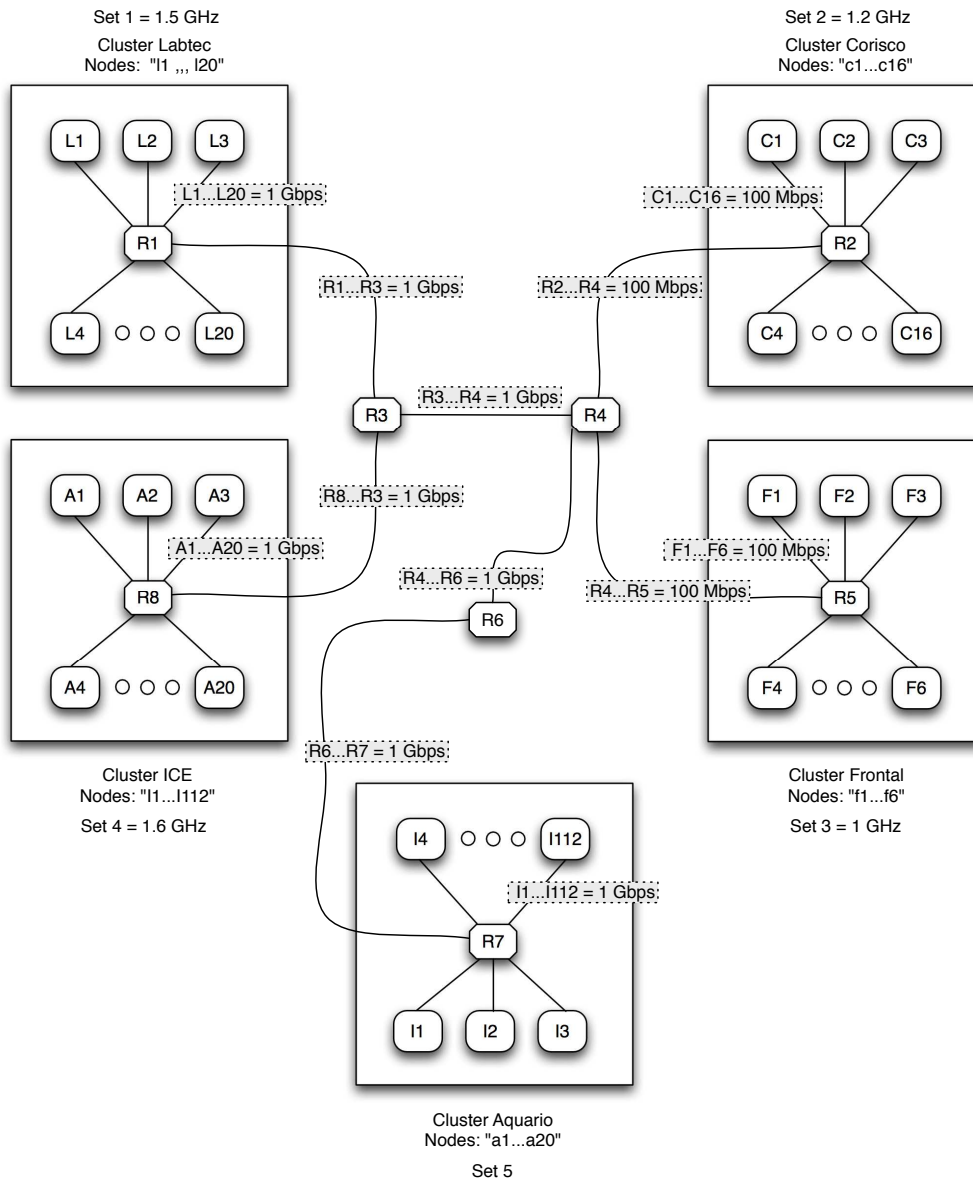 Set 1 = 1.5 GHz
Cluster Labtec
Nodes: "l1 ,,, l20"
L1
L2
L3
L1...L20 = 1 Gbps
R1
L4
L20
R1...R3 = 1 Gbps
Set 2 = 1.2 GHz
Cluster Corisco
Nodes: "c1...c16"
C1
C2
C3
C1...C16 = 100 Mbps
R2
C4
C16
R2...R4 = 100 Mbps
R3
R3...R4 = 1 Gbps
R4
A1
A2
A3
A1...A20 = 1 Gbps
R8
A4
A20
R8...R3 = 1 Gbps
Cluster ICE
Nodes: "I1...I112"
Set 4 = 1.6 GHz
R4...R6 = 1 Gbps
R6
R4...R5 = 100 Mbps
F1
F2
F3
F1...F6 = 100 Mbps
R5
F4
F6
Cluster Frontal
Nodes: "f1...f6"
Set 3 = 1 GHz
R6...R7 = 1 Gbps
I4
I112
I1...I112 = 1 Gbps
R7
I1
I2
I3
Cluster Aquario
Nodes: "a1...a20"
Set 5